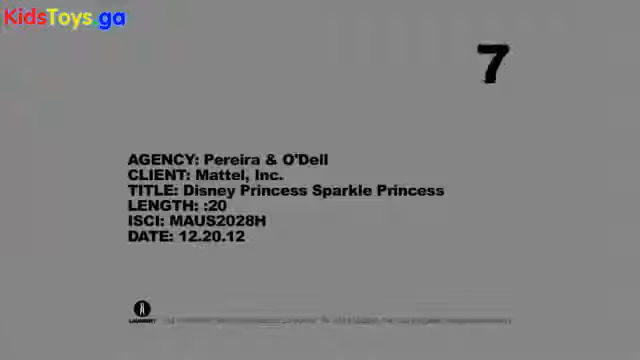 KidsToys.ga
7
AGENCY: Pereira & O'Dell
CLIENT: Mattel, Inc.
TITLE: Disney Princess Sparkle Princess
LENGTH: :20
ISCI: MAUS2028H
DATE: 12.20.12